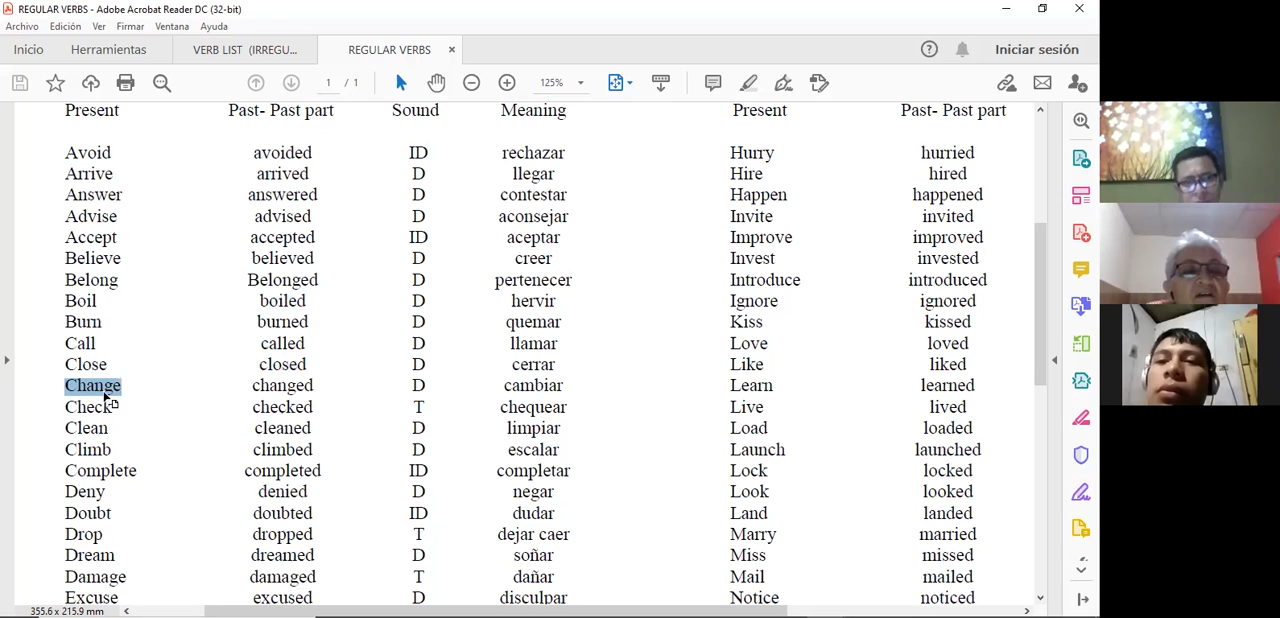 REGULAR VERBS - Adobe Acrobat Reader DC (32-bit)
Archivo Edición Ver Firmar Ventana Ayuda
Inicio Herramientas VERB LIST (IRREGU... REGULAR VERBS × Iniciar sesión
1 / 1 125%
Present Past- Past part Sound Meaning Present Past- Past part
Avoid avoided ID rechazar Hurry hurried
Arrive arrived D llegar Hire hired
Answer answered D contestar Happen happened
Advise advised D aconsejar Invite invited
Accept accepted ID aceptar Improve improved
Believe believed D creer Invest invested
Belong Belonged D pertenecer Introduce introduced
Boil boiled D hervir Ignore ignored
Burn burned D quemar Kiss kissed
Call called D llamar Love loved
Close closed D cerrar Like liked
Change changed D cambiar Learn learned
Check checked T chequear Live lived
Clean cleaned D limpiar Load loaded
Climb climbed D escalar Launch launched
Complete completed ID completar Lock locked
Deny denied D negar Look looked
Doubt doubted ID dudar Land landed
Drop dropped T dejar caer Marry married
Dream dreamed D soñar Miss missed
Damage damaged T dañar Mail mailed
Excuse excused D disculpar Notice noticed
355.6 x 215.9 mm